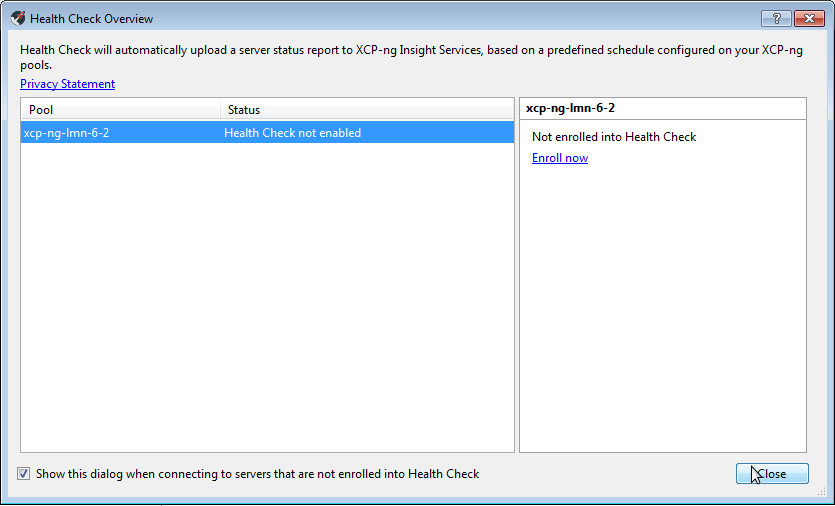 Health Check Overview
Health Check will automatically upload a server status report to XCP-ng Insight Services, based on a predefined schedule configured on your XCP-ng
pools.
Privacy Statement
Pool Status
xcp-ng-lmn-6-2 Health Check not enabled
xcp-ng-lmn-6-2
Not enrolled into Health Check
Enroll now
Show this dialog when connecting to servers that are not enrolled into Health Check
Close